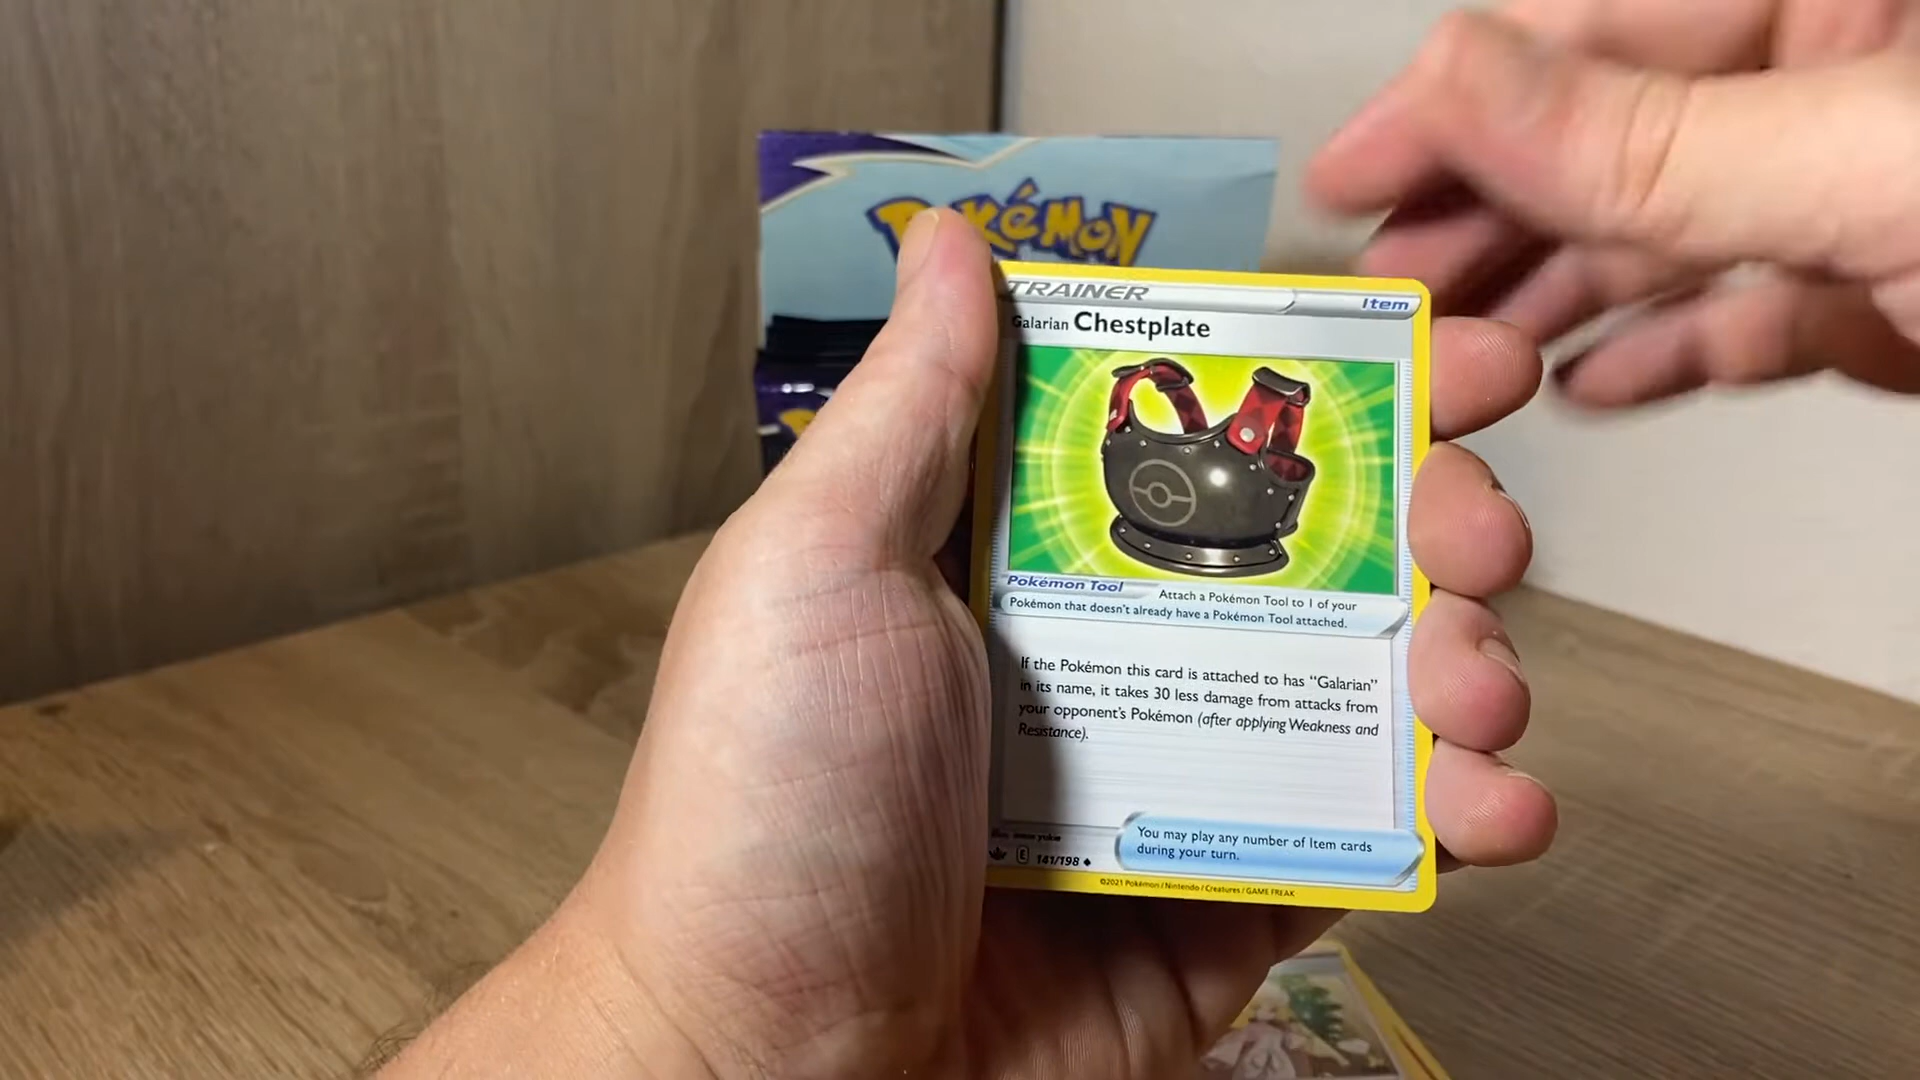 Pokémon
TRAINER
Item
Galarian Chestplate
Pokémon Tool
Attach a Pokémon Tool to 1 of your
Pokémon that doesn't already have a Pokémon Tool attached.
If the Pokémon this card is attached to has “Galarian”
in its name, it takes 30 less damage from attacks from
your opponent's Pokémon (after applying Weakness and
Resistance).
You may play any number of Item cards
during your turn.
E 141/198
©2021 Pokémon / Nintendo / Creatures / GAME FREAK